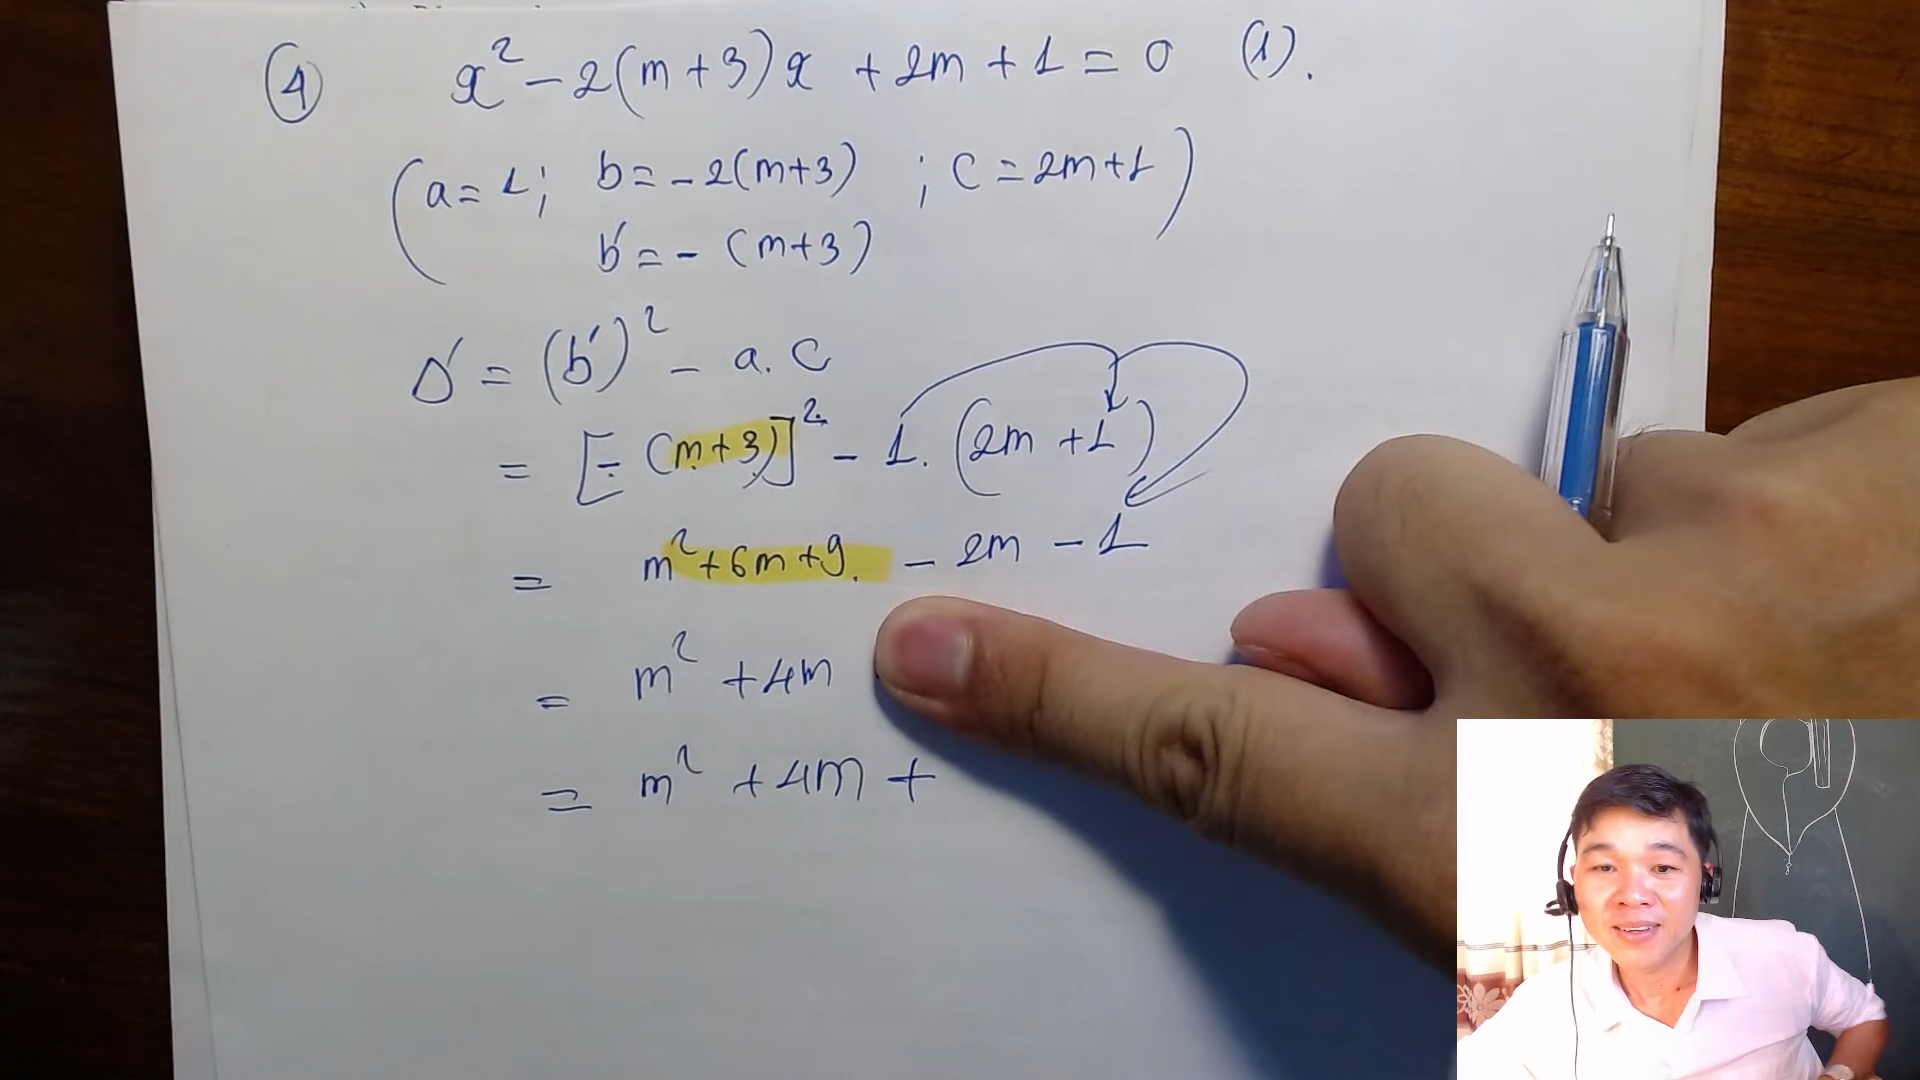 ④ x² - 2(m+3)x + 2m + 1 = 0 (1).
(a = 1; b = -2(m+3) ; c = 2m+1)
b' = - (m+3)
Δ' = (b')² - a.c
= [- (m+3)]² - 1. (2m + 1)
= m² + 6m + 9 - 2m - 1
= m² + 4m
= m² + 4m +